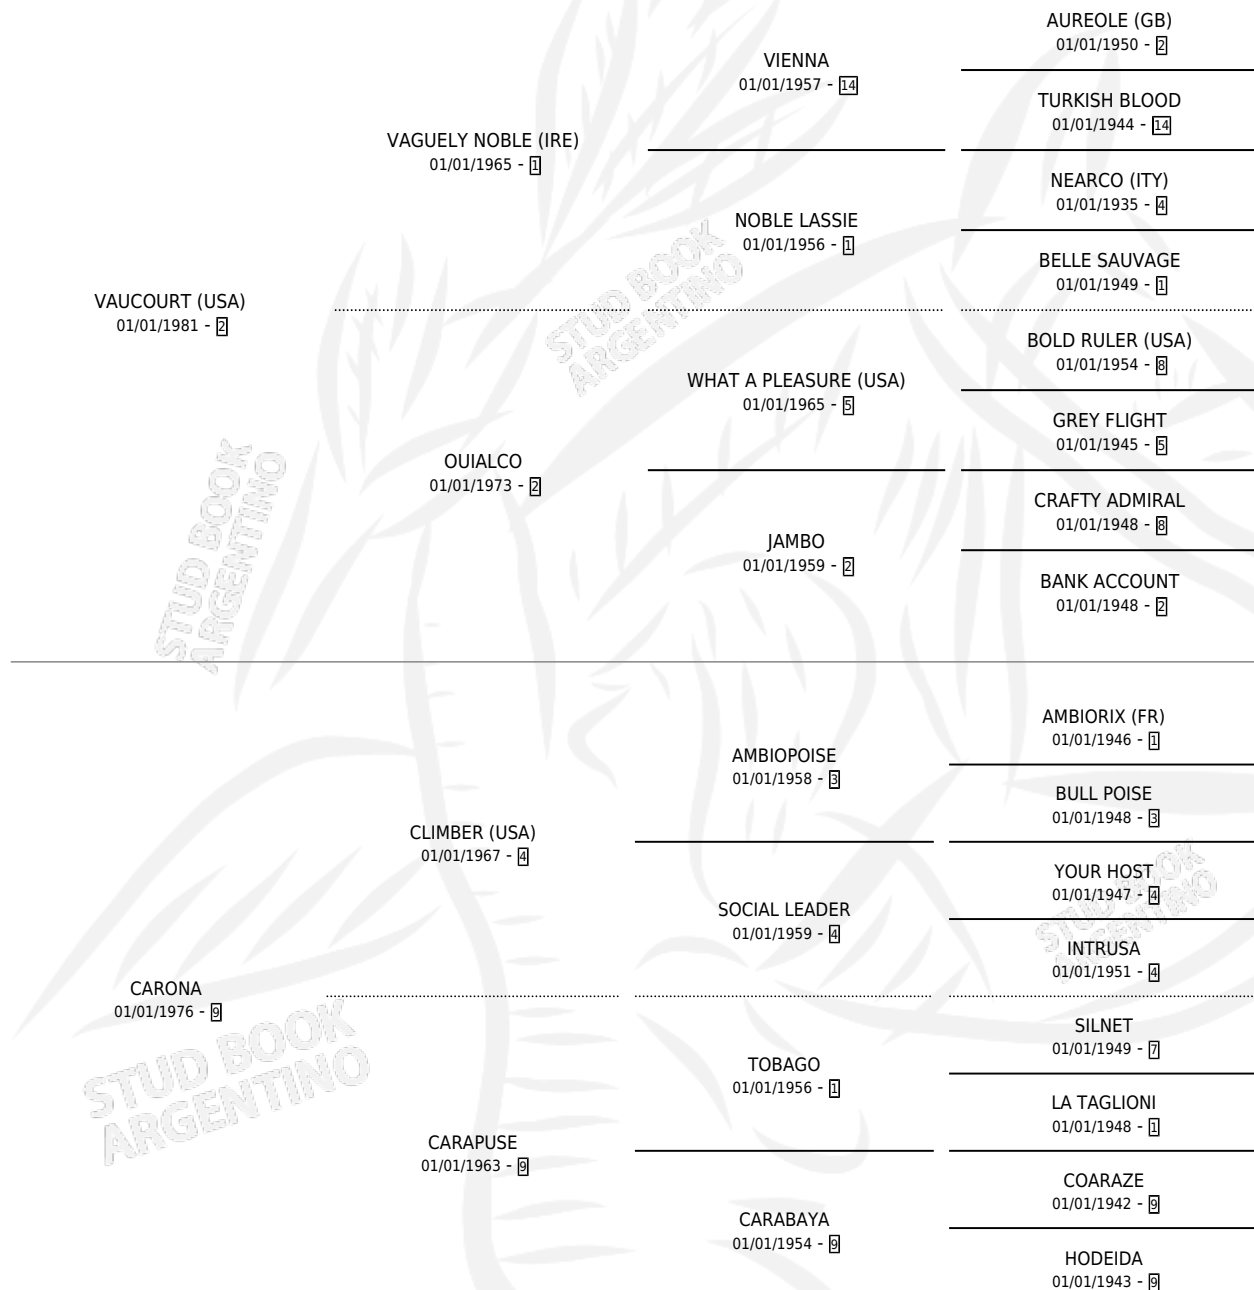 AUREOLE (GB)
01/01/1950 - 2
VIENNA
01/01/1957 - 14
TURKISH BLOOD
01/01/1944 - 14
VAGUELY NOBLE (IRE)
01/01/1965 - 1
NEARCO (ITY)
01/01/1935 - 4
NOBLE LASSIE
01/01/1956 - 1
BELLE SAUVAGE
01/01/1949 - 1
VAUCOURT (USA)
01/01/1981 - 2
STUD BOOK
ARGENTINO
BOLD RULER (USA)
01/01/1954 - 8
WHAT A PLEASURE (USA)
01/01/1965 - 5
GREY FLIGHT
01/01/1945 - 5
OUIALCO
01/01/1973 - 2
CRAFTY ADMIRAL
01/01/1948 - 8
JAMBO
01/01/1959 - 2
BANK ACCOUNT
01/01/1948 - 2
STUD BOOK
ARGENTINO
AMBIORIX (FR)
01/01/1946 - 1
AMBIOPOISE
01/01/1958 - 3
BULL POISE
01/01/1948 - 3
CLIMBER (USA)
01/01/1967 - 4
YOUR HOST
01/01/1947 - 4
SOCIAL LEADER
01/01/1959 - 4
STUD BOOK
ARGENTINO
INTRUSA
01/01/1951 - 4
CARONA
01/01/1976 - 9
SILNET
01/01/1949 - 7
TOBAGO
01/01/1956 - 1
LA TAGLIONI
01/01/1948 - 1
STUD BOOK
ARGENTINO
CARAPUSE
01/01/1963 - 9
COARAZE
01/01/1942 - 9
CARABAYA
01/01/1954 - 9
HODEIDA
01/01/1943 - 9